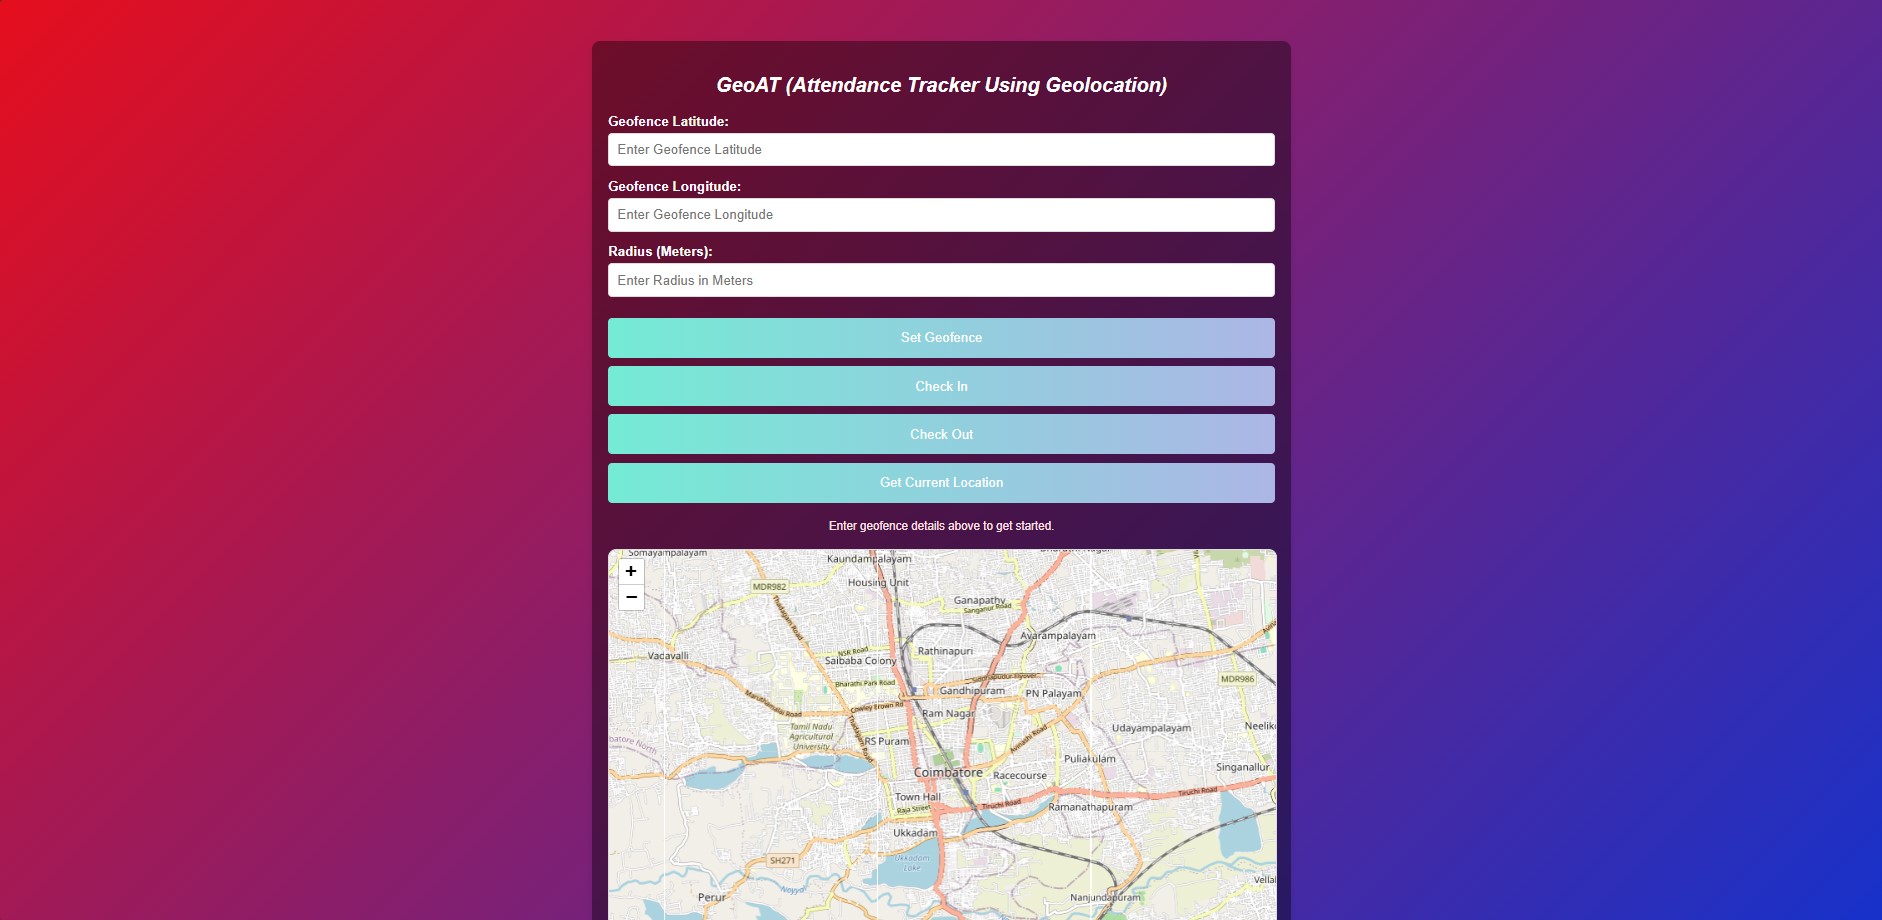 GeoAT (Attendance Tracker Using Geolocation)
Geofence Latitude:
Enter Geofence Latitude
Geofence Longitude:
Enter Geofence Longitude
Radius (Meters):
Enter Radius in Meters
Set Geofence
Check In
Check Out
Get Current Location
Enter geofence details above to get started.
+
−
Somayampalayam
Kaundampalayam
Housing Unit
MDR982
Ganapathy
Sanganur Road
Thadagam Road
Avarampalayam
NSR Road
Rathinapuri
Vadavalli
Saibaba Colony
Bharathi Park Road
MDR986
Gandhipuram
PN Palayam
Maruthamalai Road
Cowley Brown Rd
Ram Nagar
Tamil Nadu
Agricultural
University
Thadagam Road
Udayampalayam
Neelik
batore North
RS Puram
Avinashi Road
Puliakulam
Coimbatore
Racecourse
Singanallur
Town Hall
Raja Street
Tiruchi Road
Tiruchi Road
Ramanathapuram
Ukkadam
SH271
Ukkadam
Lake
Perur
Noyyal
Nanjundapuram
Vellal